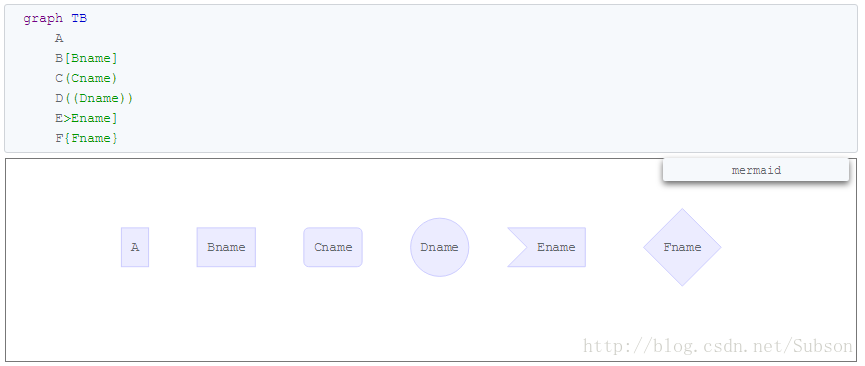 graph TB
A
B[Bname]
C(Cname)
D((Dname))
E>Ename]
F{Fname}
mermaid
A Bname Cname Dname Ename Fname
http://blog.csdn.net/Subson